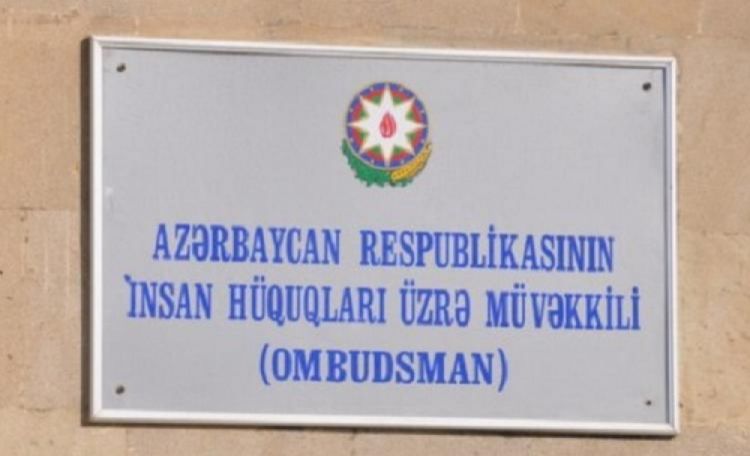 AZƏRBAYCAN RESPUBLİKASININ
İNSAN HÜQUQLARI ÜZRƏ MÜVƏKKİLİ
(OMBUDSMAN)